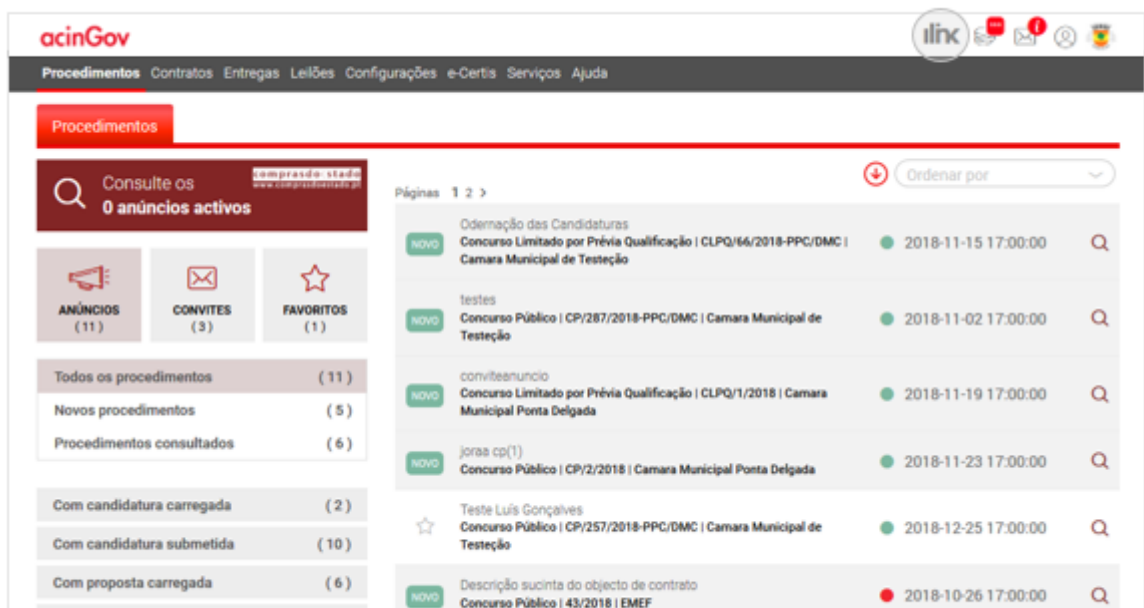 acinGov
ilinx
Procedimentos Contratos Entregas Leilões Configurações e-Certis Serviços Ajuda
Procedimentos
Consulte os
0 anúncios activos
comprasdo stado
www.comprasdoestado.pt
ANÚNCIOS
(11)
CONVITES
(3)
FAVORITOS
(1)
Todos os procedimentos (11)
Novos procedimentos (5)
Procedimentos consultados (6)
Com candidatura carregada (2)
Com candidatura submetida (10)
Com proposta carregada (6)
Ordenar por
Páginas 1 2 >
NOVO
Odernação das Candidaturas
Concurso Limitado por Prévia Qualificação | CLPQ/66/2018-PPC/DMC |
Camara Municipal de Testeção
2018-11-15 17:00:00
NOVO
testes
Concurso Público | CP/287/2018-PPC/DMC | Camara Municipal de
Testeção
2018-11-02 17:00:00
NOVO
conviteanuncio
Concurso Limitado por Prévia Qualificação | CLPQ/1/2018 | Camara
Municipal Ponta Delgada
2018-11-19 17:00:00
NOVO
joraa cp(1)
Concurso Público | CP/2/2018 | Camara Municipal Ponta Delgada
2018-11-23 17:00:00
Teste Luís Gonçalves
Concurso Público | CP/257/2018-PPC/DMC | Camara Municipal de
Testeção
2018-12-25 17:00:00
NOVO
Descrição sucinta do objecto de contrato
Concurso Público | 43/2018 | EMEF
2018-10-26 17:00:00